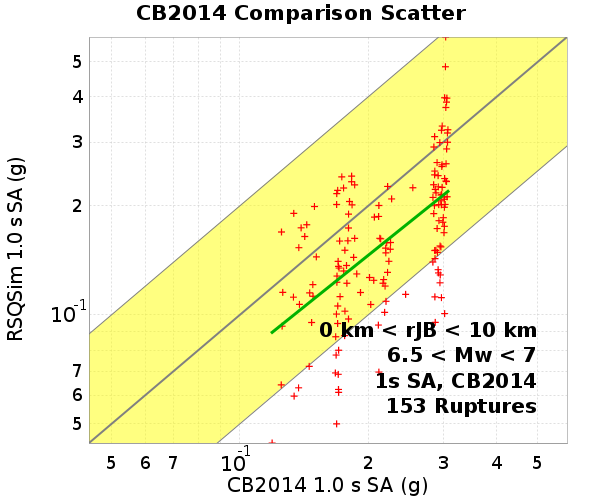 CB2014 Comparison Scatter
RSQSim 1.0 s SA (g)
5
4
3
2
10^-1
7
6
5
0 km < rJB < 10 km
6.5 < Mw < 7
1s SA, CB2014
153 Ruptures
5 6 7 10^-1 2 3 4 5
CB2014 1.0 s SA (g)